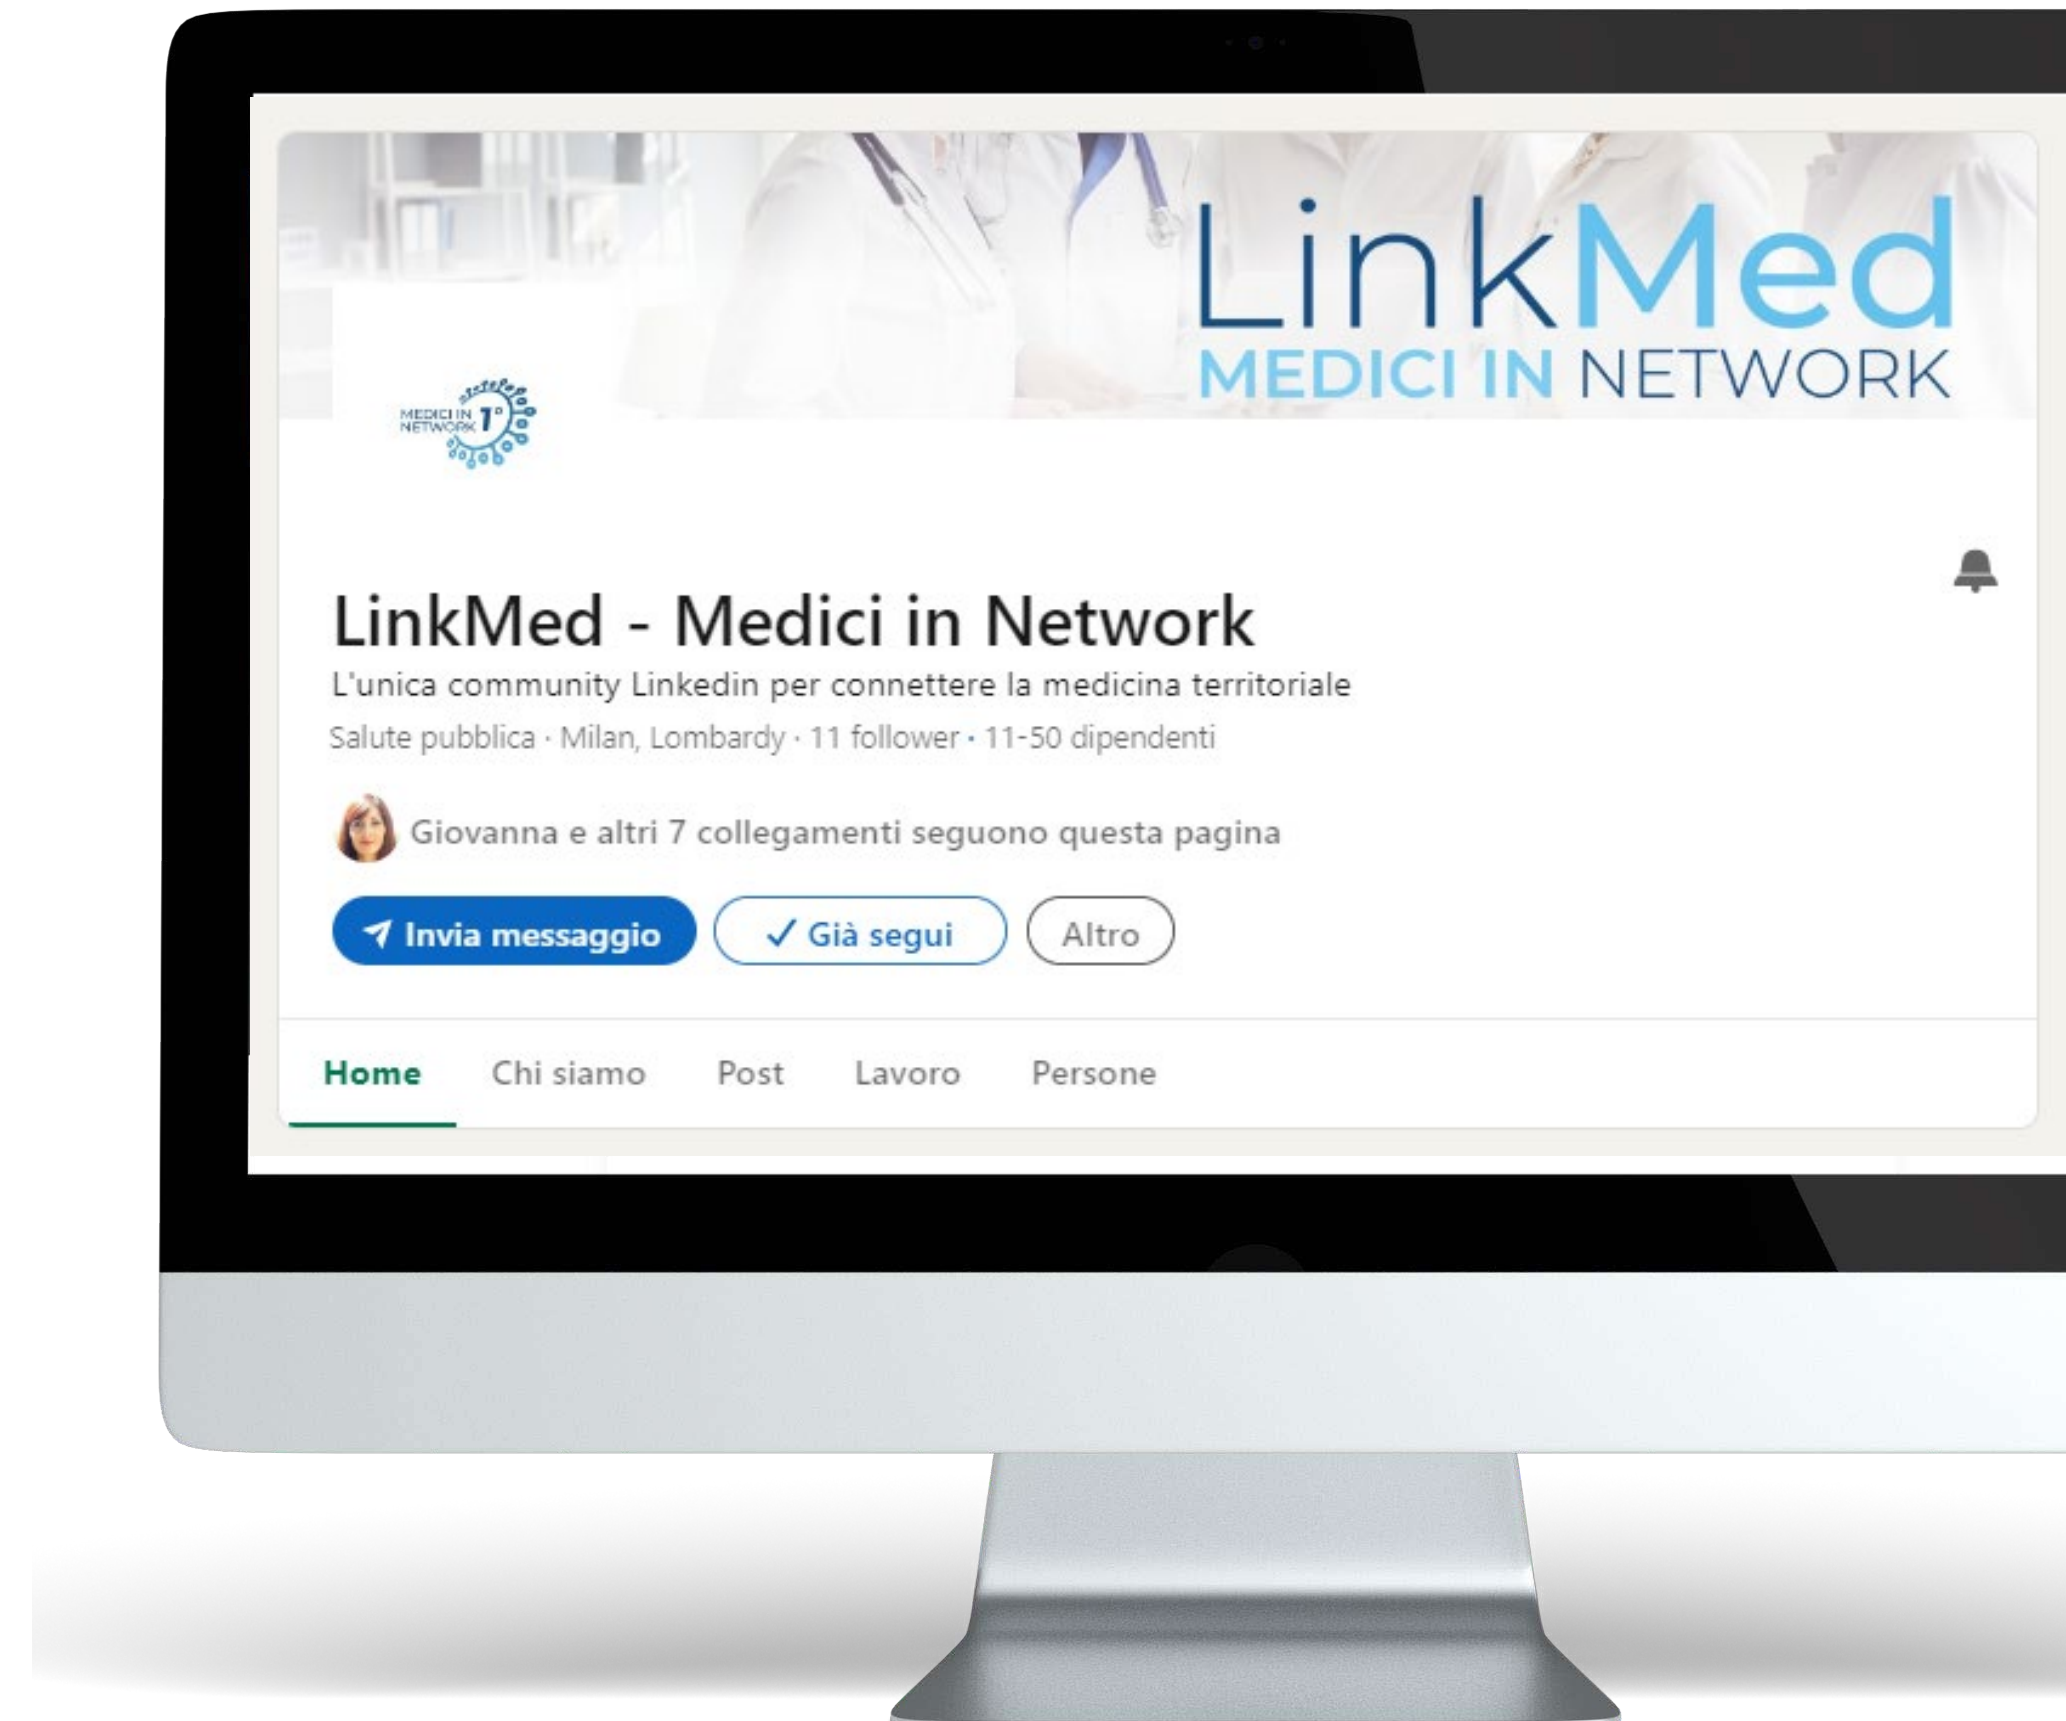 LinkMed
MEDICI IN NETWORK
MEDICI IN 1°
NETWORK
LinkMed - Medici in Network
L'unica community Linkedin per connettere la medicina territoriale
Salute pubblica · Milan, Lombardy · 11 follower · 11-50 dipendenti
Giovanna e altri 7 collegamenti seguono questa pagina
Invia messaggio Già segui Altro
Home Chi siamo Post Lavoro Persone